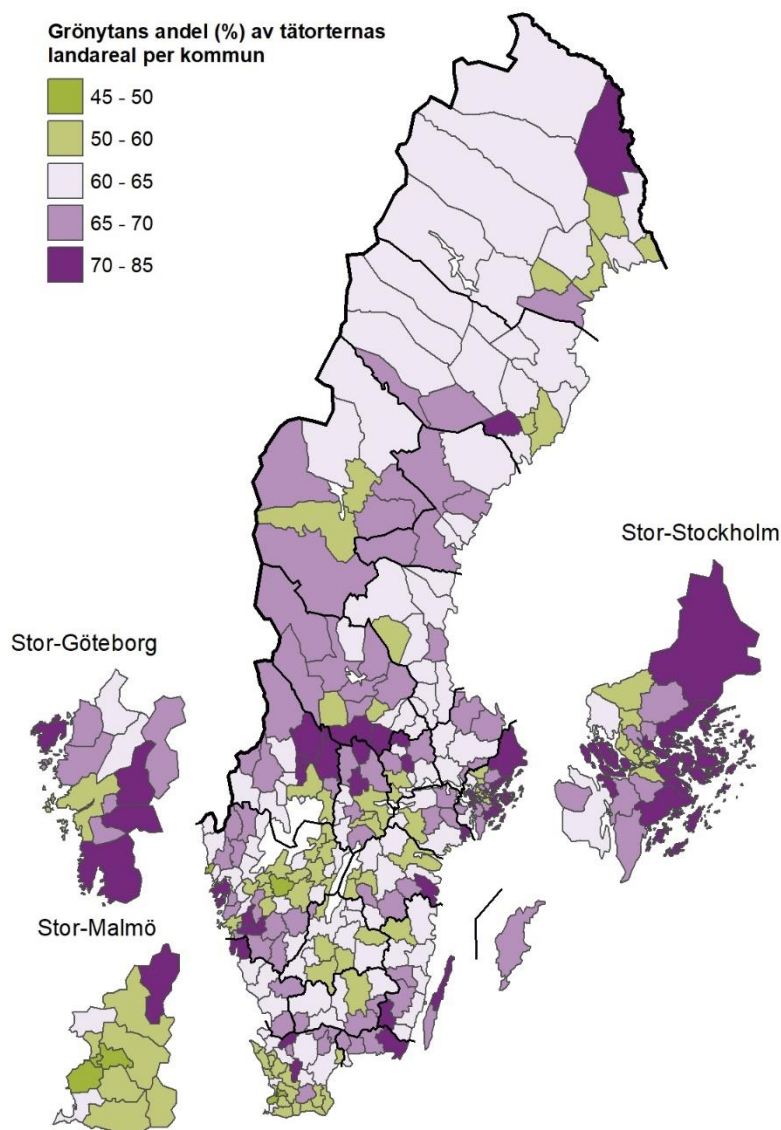 Grönytans andel (%) av tätorternas
landareal per kommun
45 - 50
50 - 60
60 - 65
65 - 70
70 - 85
Stor-Stockholm
Stor-Göteborg
Stor-Malmö